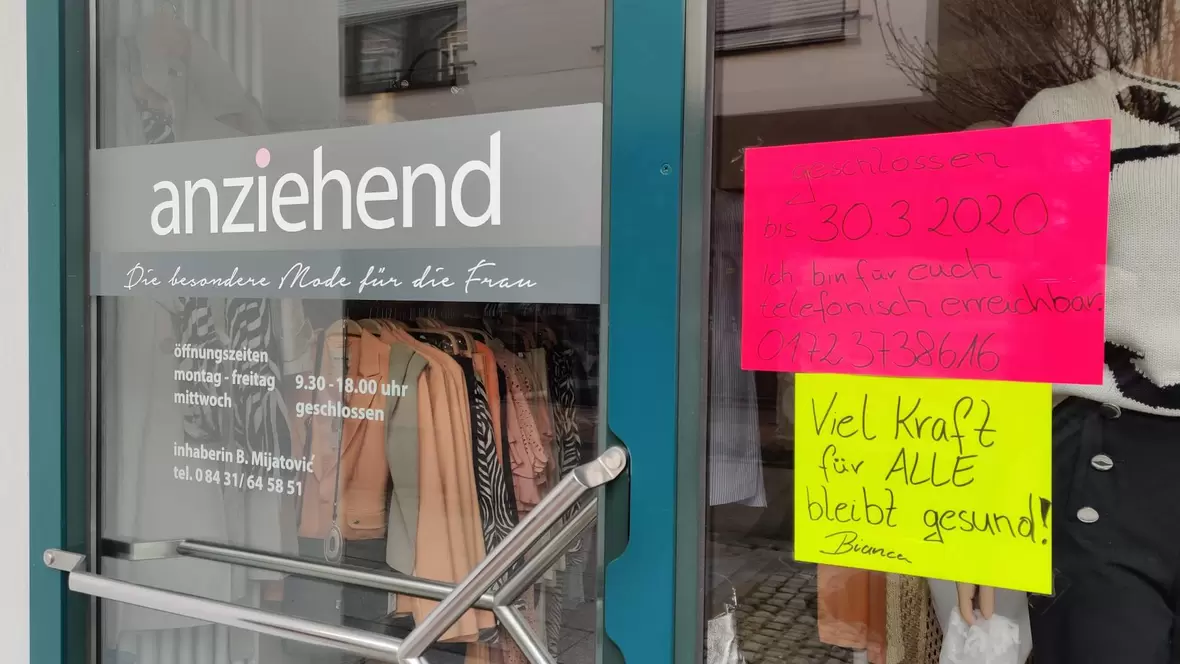 anziehend
Die besondere Mode für die Frau
öffnungszeiten
montag - freitag 9.30 - 18.00 uhr
mittwoch geschlossen
inhaberin B. Mijatović
tel. 0 84 31/ 64 58 51
geschlossen
bis 30.3 2020
Ich bin für euch
telefonisch erreichbar.
0172 3738616
Viel Kraft
für ALLE
bleibt gesund!
Bianca